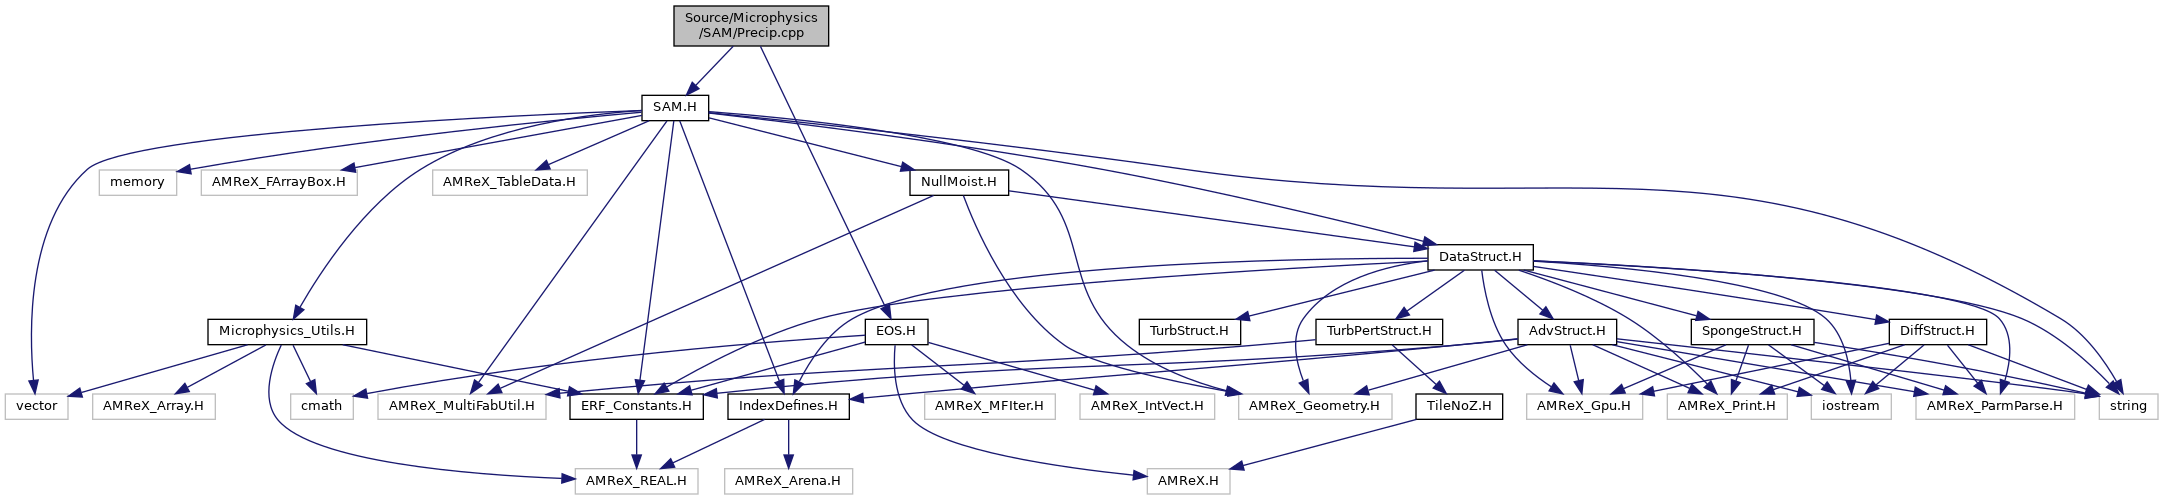 Source/Microphysics
/SAM/Precip.cpp
SAM.H
memory
AMReX_FArrayBox.H
AMReX_TableData.H
NullMoist.H
DataStruct.H
Microphysics_Utils.H
EOS.H
TurbStruct.H
TurbPertStruct.H
AdvStruct.H
SpongeStruct.H
DiffStruct.H
vector
AMReX_Array.H
cmath
AMReX_MultiFabUtil.H
ERF_Constants.H
IndexDefines.H
AMReX_MFIter.H
AMReX_IntVect.H
AMReX_Geometry.H
TileNoZ.H
AMReX_Gpu.H
AMReX_Print.H
iostream
AMReX_ParmParse.H
string
AMReX_REAL.H
AMReX_Arena.H
AMReX.H